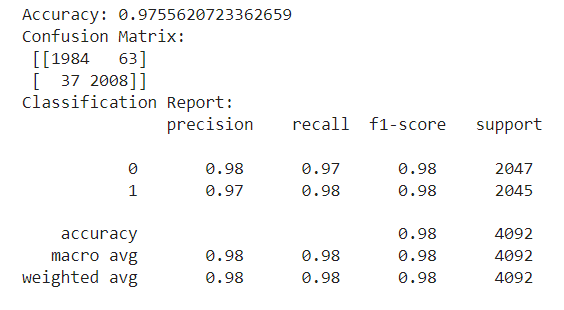 Accuracy: 0.9755620723362659
Confusion Matrix:
[[1984 63]
[ 37 2008]]
Classification Report:
precision recall f1-score support
0 0.98 0.97 0.98 2047
1 0.97 0.98 0.98 2045
accuracy 0.98 4092
macro avg 0.98 0.98 0.98 4092
weighted avg 0.98 0.98 0.98 4092